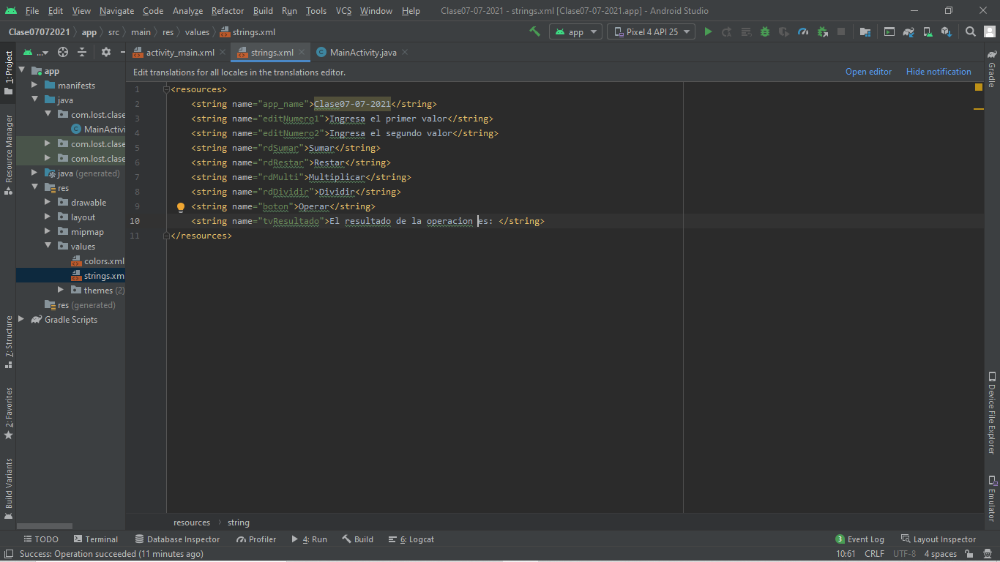 File Edit View Navigate Code Analyze Refactor Build Run Tools VCS Window Help Clase07-07-2021 - strings.xml [Clase07-07-2021.app] - Android Studio
Clase07072021 app src main res values strings.xml app Pixel 4 API 25
... activity_main.xml strings.xml MainActivity.java
Edit translations for all locales in the translations editor. Open editor Hide notification
1: Project
Resource Manager
7: Structure
2: Favorites
Build Variants
app
manifests
java
com.lost.clase
MainActivi
com.lost.clase
com.lost.clase
java (generated)
res
drawable
layout
mipmap
values
colors.xml
strings.xm
themes (2)
res (generated)
Gradle Scripts
1 <resources>
2 <string name="app_name">Clase07-07-2021</string>
3 <string name="editNumero1">Ingresa el primer valor</string>
4 <string name="editNumero2">Ingresa el segundo valor</string>
5 <string name="rdSumar">Sumar</string>
6 <string name="rdRestar">Restar</string>
7 <string name="rdMulti">Multiplicar</string>
8 <string name="rdDividir">Dividir</string>
9 <string name="boton">Operar</string>
10 <string name="tvResultado">El resultado de la operacion es: </string>
11 </resources>
Gradle
Device File Explorer
Emulator
resources string
TODO Terminal Database Inspector Profiler 4: Run Build 6: Logcat 3 Event Log Layout Inspector
Success: Operation succeeded (11 minutes ago) 10:61 CRLF UTF-8 4 spaces